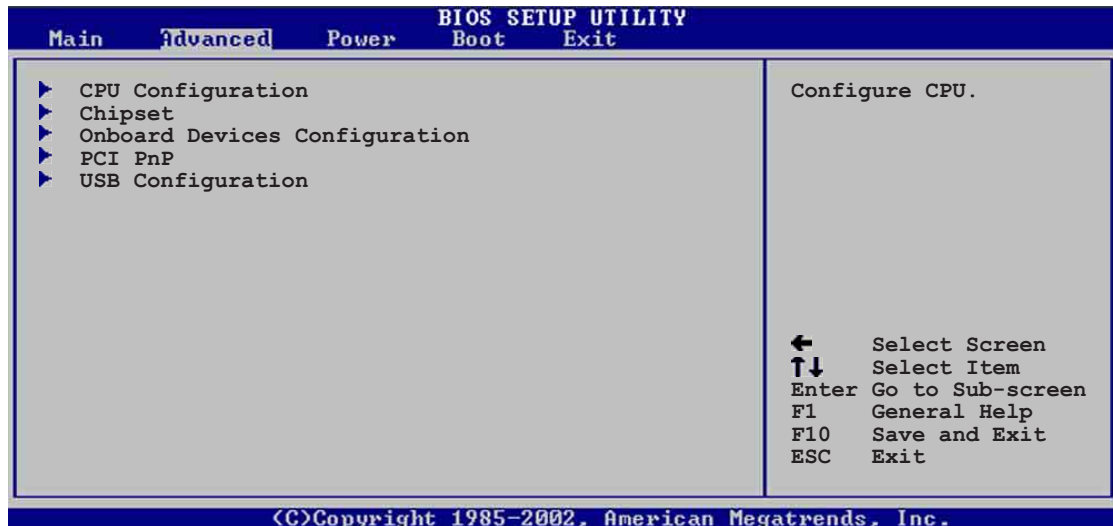 BIOS SETUP UTILITY
Main Advanced Power Boot Exit
CPU Configuration
Chipset
Onboard Devices Configuration
PCI PnP
USB Configuration
Configure CPU.
← Select Screen
↑↓ Select Item
Enter Go to Sub-screen
F1 General Help
F10 Save and Exit
ESC Exit
(C)Copyright 1985-2002, American Megatrends, Inc.